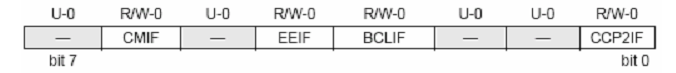 U-0 R/W-0 U-0 R/W-0 R/W-0 U-0 U-0 R/W-0
— CMIF — EEIF BCLIF — — CCP2IF
bit 7 bit 0